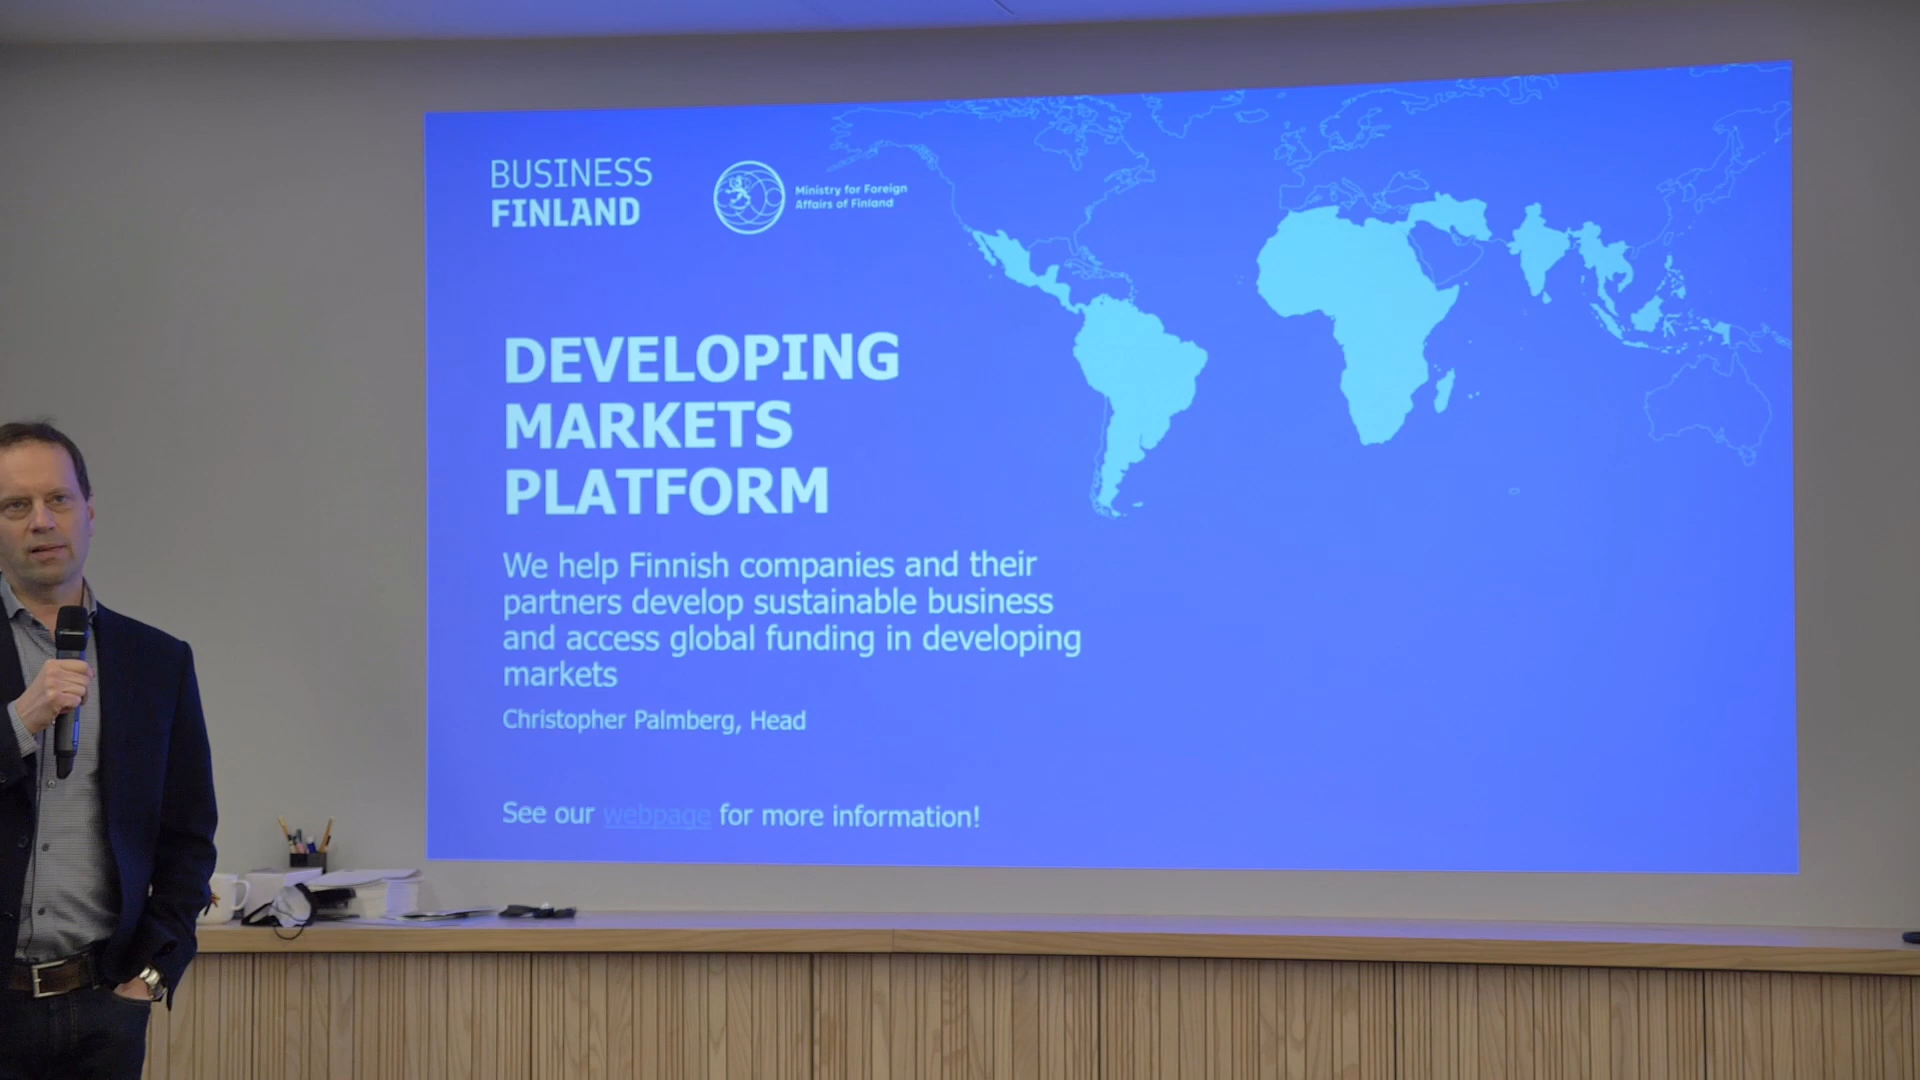 BUSINESS
FINLAND
Ministry for Foreign
Affairs of Finland
DEVELOPING
MARKETS
PLATFORM
We help Finnish companies and their
partners develop sustainable business
and access global funding in developing
markets
Christopher Palmberg, Head
See our webpage for more information!